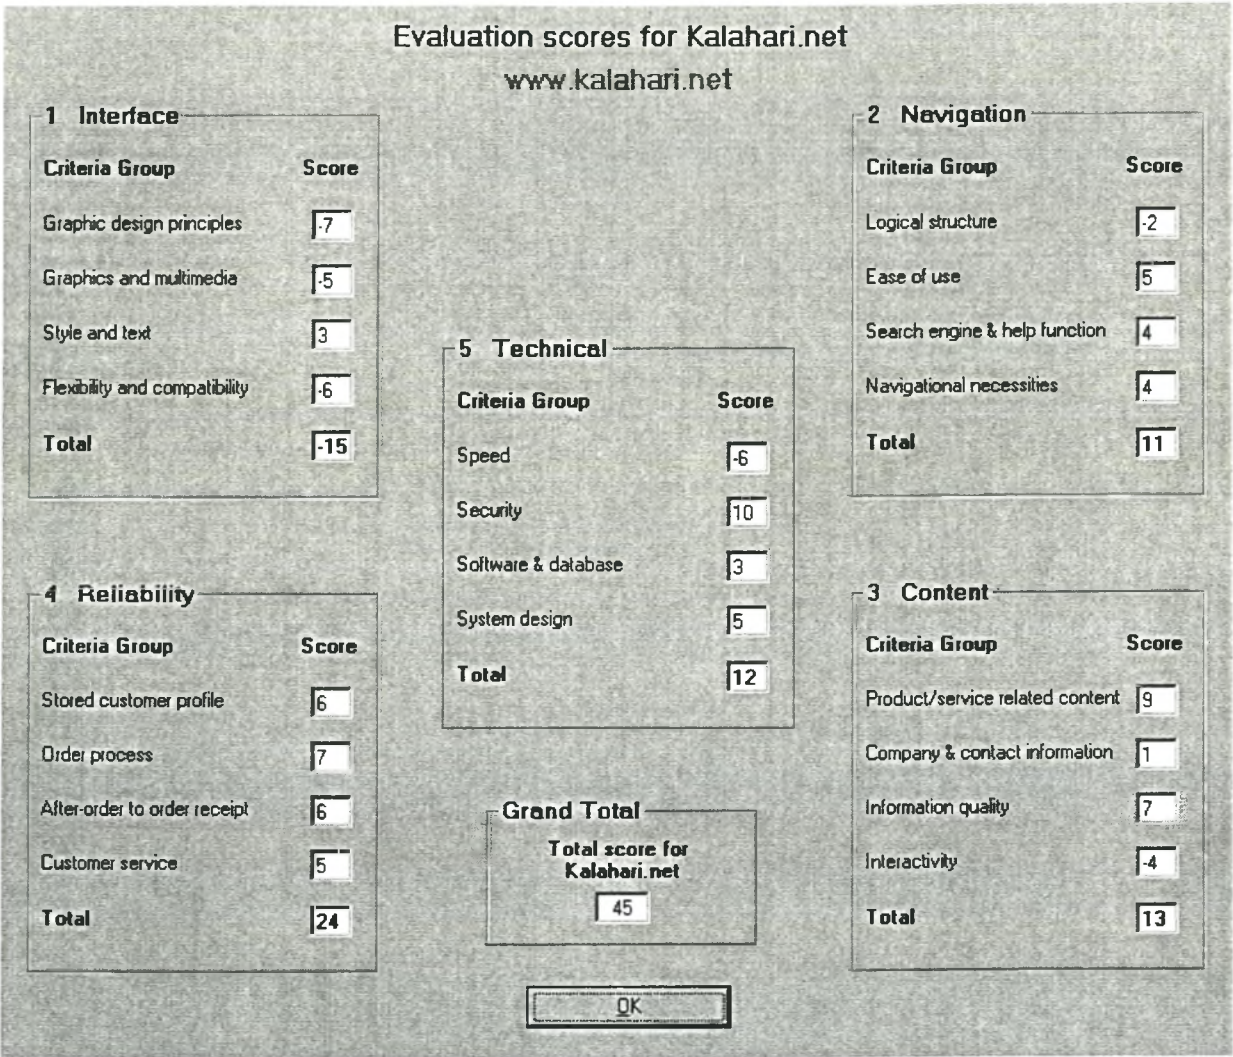 Evaluation scores for Kalahari.net
www.kalahari.net
1 Interface
Criteria Group Score
Graphic design principles -7
Graphics and multimedia -5
Style and text 3
Flexibility and compatibility -6
Total -15
2 Navigation
Criteria Group Score
Logical structure -2
Ease of use 5
Search engine & help function 4
Navigational necessities 4
Total 11
5 Technical
Criteria Group Score
Speed -6
Security 10
Software & database 3
System design 5
Total 12
4 Reliability
Criteria Group Score
Stored customer profile 6
Order process 7
After-order to order receipt 6
Customer service 5
Total 24
3 Content
Criteria Group Score
Product/service related content 9
Company & contact information 1
Information quality 7
Interactivity -4
Total 13
Grand Total
Total score for
Kalahari.net
45
OK